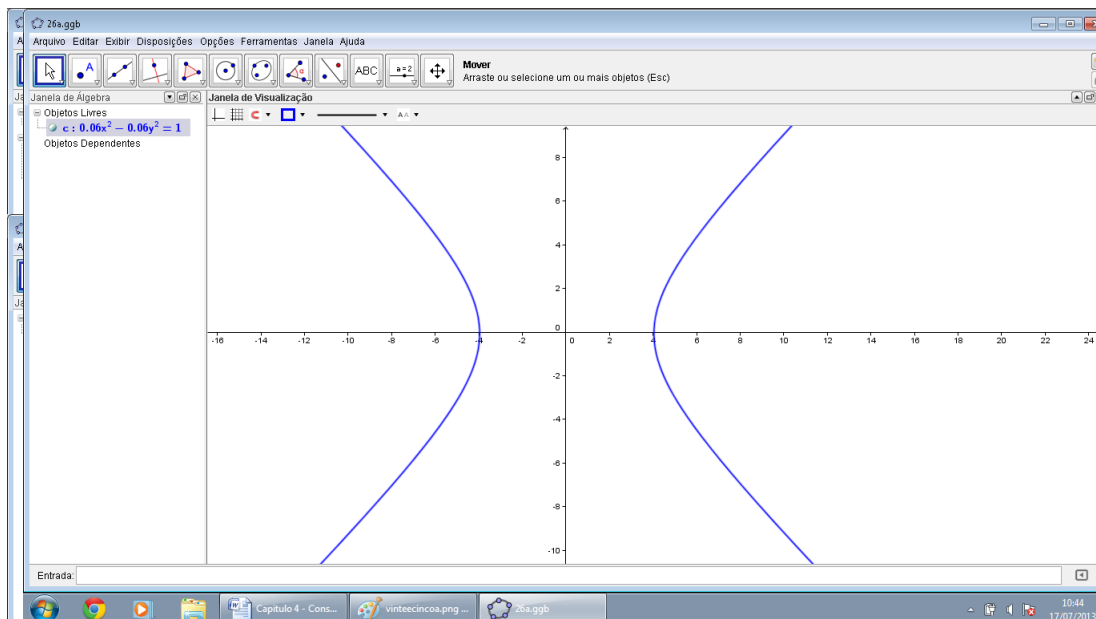 26a.ggb
Arquivo Editar Exibir Disposições Opções Ferramentas Janela Ajuda
A
ABC
a=2
Mover
Arraste ou selecione um ou mais objetos (Esc)
Janela de Álgebra
Janela de Visualização
Objetos Livres
c : 0.06x² − 0.06y² = 1
Objetos Dependentes
8
6
4
2
0
-16 -14 -12 -10 -8 -6 -4 -2 0 2 4 6 8 10 12 14 16 18 20 22 24
-2
-4
-6
-8
-10
Entrada:
Capitulo 4 - Cons...
vinteecincoa.png ...
26a.ggb
10:44
17/07/2013